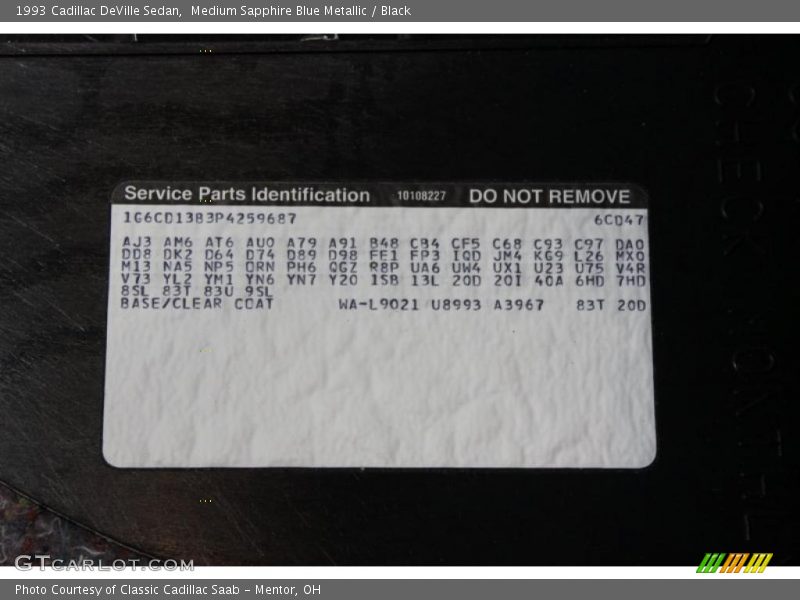 1993 Cadillac DeVille Sedan,  Medium Sapphire Blue Metallic / Black
Service Parts Identification 10108227 DO NOT REMOVE
1G6CD13B3P4259687 6CD47
AJ3 AM6 AT6 AU0 A79 A91 B48 CB4 CF5 C68 C93 C97 DA0
DD8 DK2 D64 D74 D89 D98 FE1 FP3 IQD JM4 KG9 L26 MX0
M13 NA5 NP5 ORN PH6 QGZ R8P UA6 UW4 UX1 U23 U75 V4R
V73 YL2 YM1 YN6 YN7 Y20 1SB 13L 20D 20I 40A 6HD 7HD
8SL 83T 83U 9SL
BASE/CLEAR COAT WA-L9021 U8993 A3967 83T 20D
CHECK
GTCARLOT.COM
Photo Courtesy of Classic Cadillac Saab - Mentor, OH